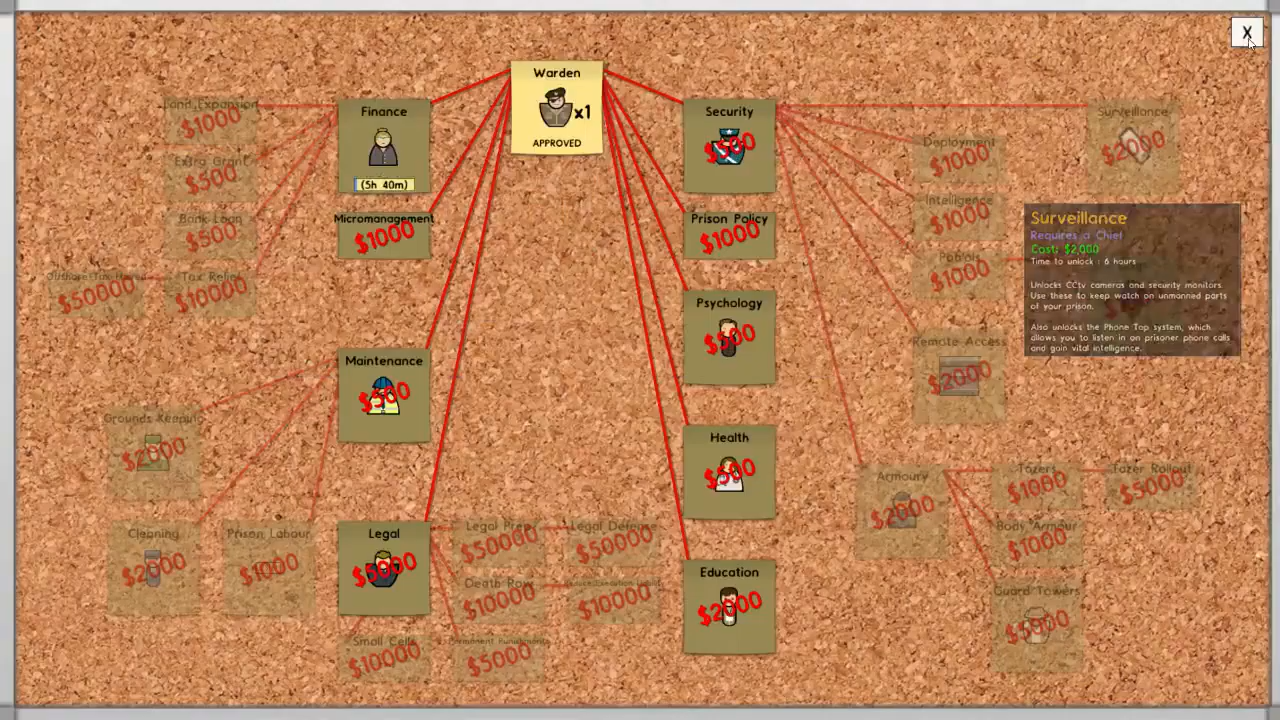 X
Warden
x1
APPROVED
Land Expansion
$1000
Finance
(5h 40m)
Security
$500
Surveillance
$2000
Extra Grant
$500
Deployment
$1000
Bank Loan
$500
Micromanagement
$1000
Prison Policy
$1000
Intelligence
$1000
Surveillance
Requires a Chief
Cost: $2,000
Time to unlock : 6 hours
Unlocks CCtv cameras and security monitors.
Use these to keep watch on unmanned parts
of your prison.
Also unlocks the Phone Tap system, which
allows you to listen in on prisoner phone calls
and gain vital intelligence.
Offshore Tax Haven
$50000
Tax Relief
$10000
Patrols
$1000
Psychology
$500
Remote Access
$2000
Maintenance
$500
Grounds Keeping
$2000
Health
$500
Armoury
$2000
Tazers
$1000
Tazer Rollout
$5000
Cleaning
$2000
Prison Labour
$1000
Legal
$5000
Legal Prep
$50000
Legal Defense
$50000
Body Armour
$1000
Death Row
$10000
$10000
Education
$2000
Guard Towers
$5000
Small Cells
$10000
Permanent Punishments
$5000